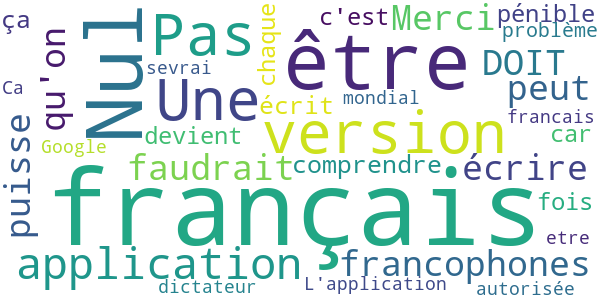 ça
Nul
Pas
chaque
c'est
Merci
pénible
problème
qu'on
sevrai
être
DOIT
Ca
Une
mondial
peut
écrit
francais
puisse
Google
devient
version
car
faudrait
comprendre
écrire
français
fois
application
francophones
etre
dictateur
L'application
autorisée